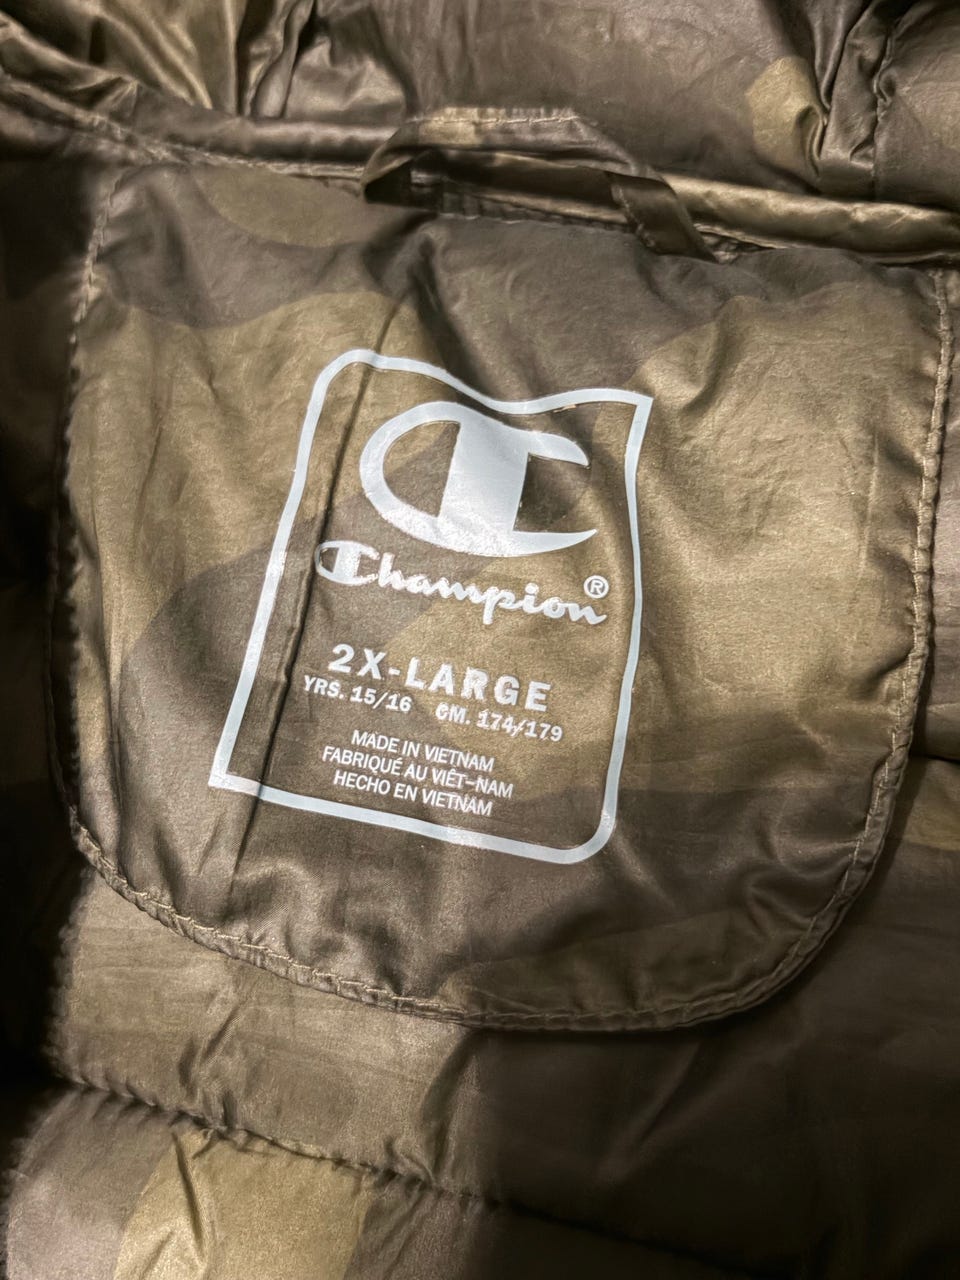 Champion®
2X-LARGE
YRS. 15/16 CM. 174/179
MADE IN VIETNAM
FABRIQUÉ AU VIÊT-NAM
HECHO EN VIETNAM